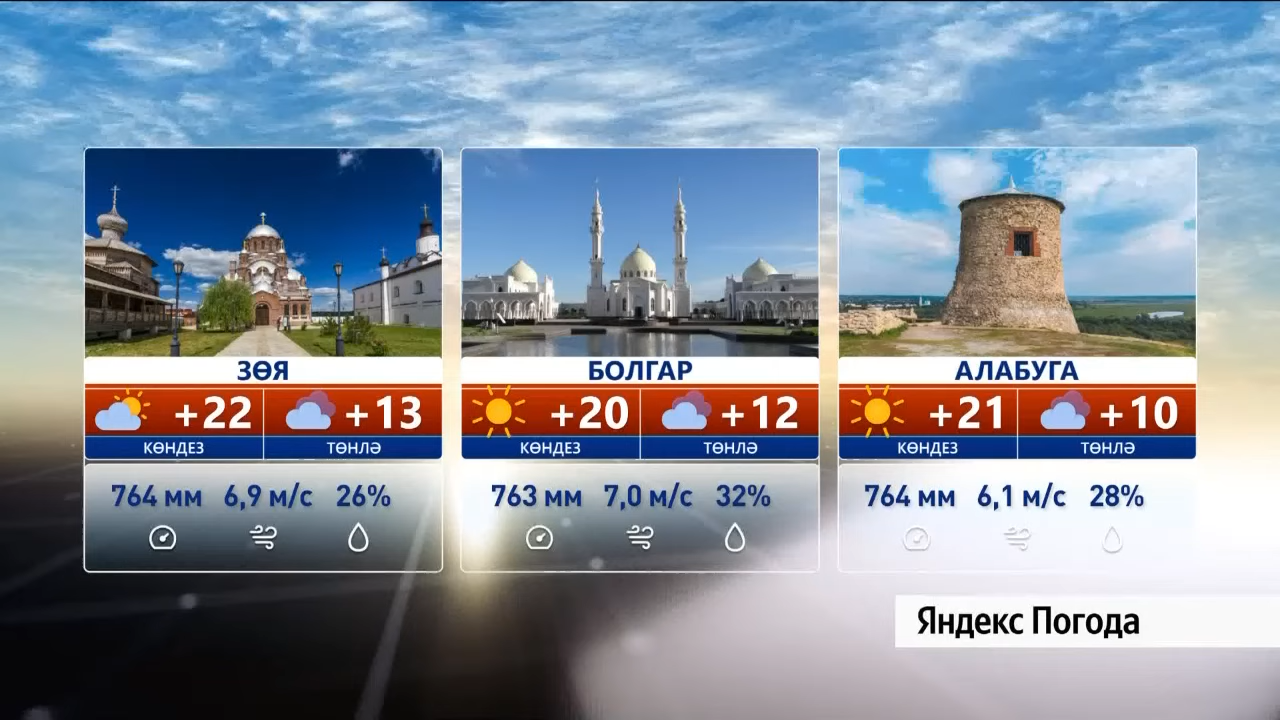 ЗӨЯ
+22 +13
КӨНДЕЗ ТӨНЛӘ
764 мм 6,9 м/с 26%
БОЛГАР
+20 +12
КӨНДЕЗ ТӨНЛӘ
763 мм 7,0 м/с 32%
АЛАБУГА
+21 +10
КӨНДЕЗ ТӨНЛӘ
764 мм 6,1 м/с 28%
Яндекс Погода